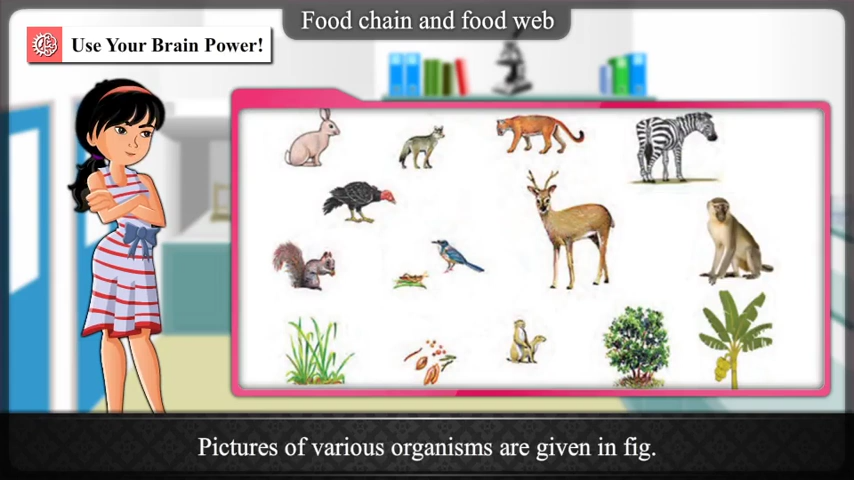 Food chain and food web
Use Your Brain Power!
Pictures of various organisms are given in fig.